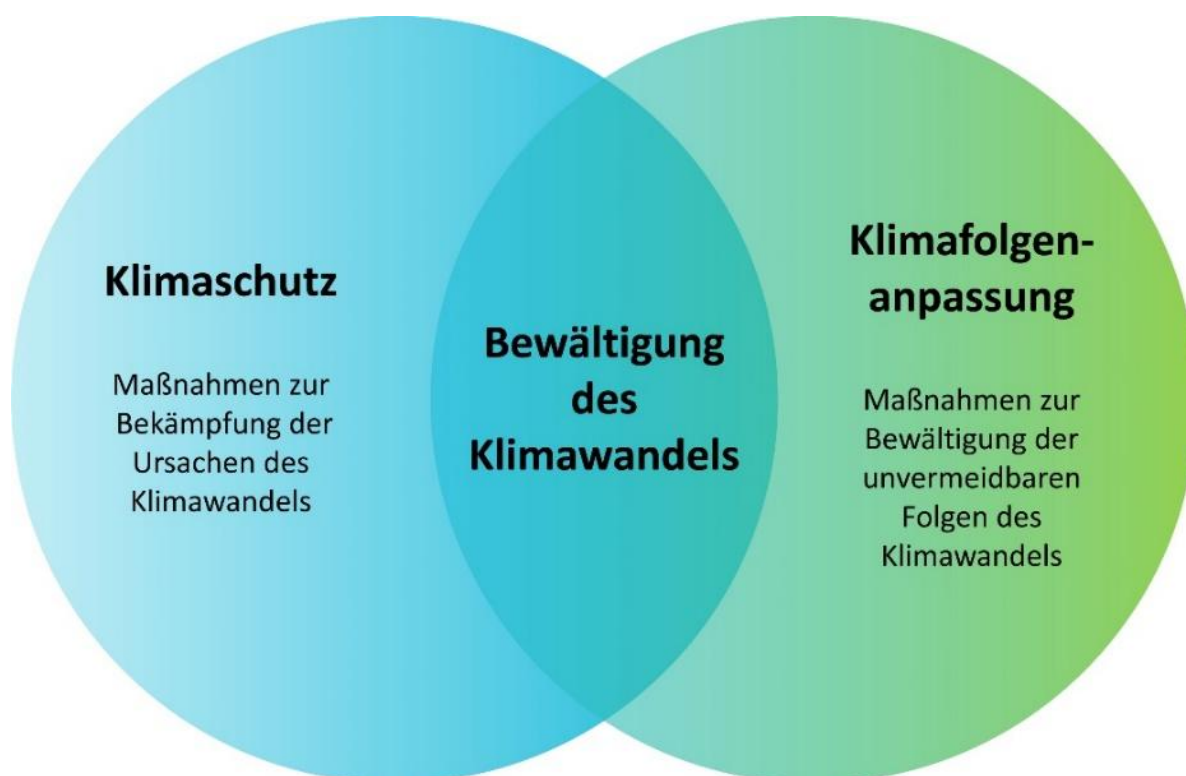 Klimaschutz
Maßnahmen zur
Bekämpfung der
Ursachen des
Klimawandels
Bewältigung
des
Klimawandels
Klimafolgen-
anpassung
Maßnahmen zur
Bewältigung der
unvermeidbaren
Folgen des
Klimawandels